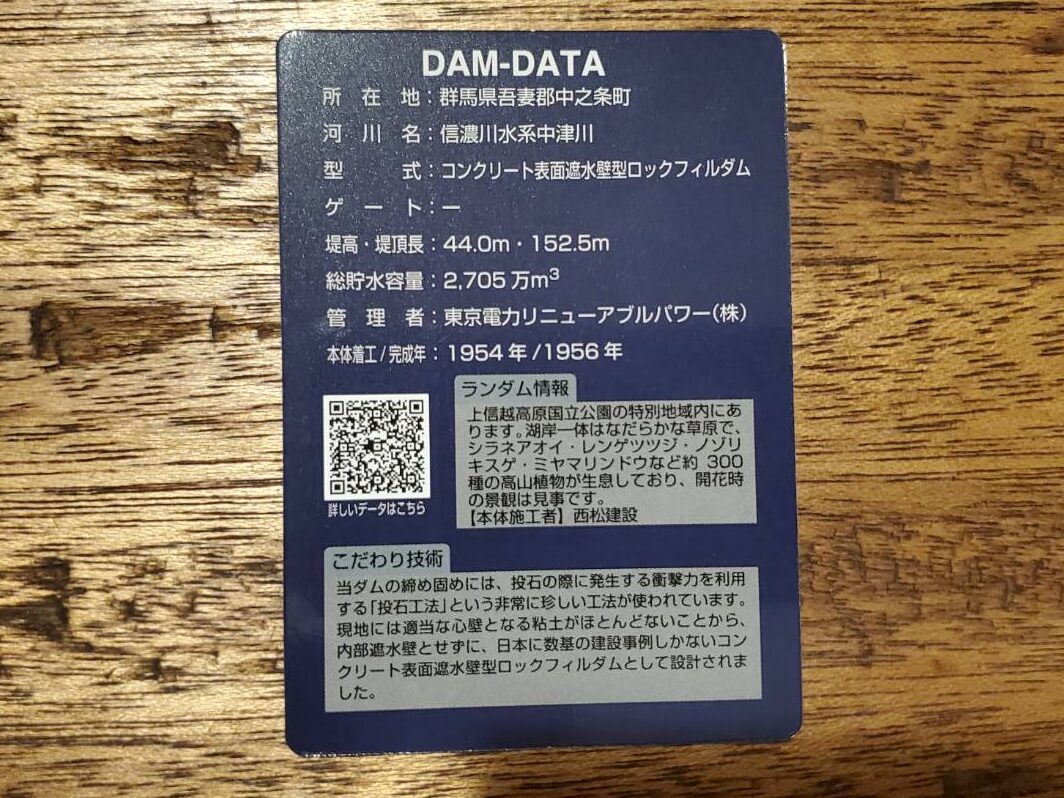 DAM-DATA
所在地：群馬県吾妻郡中之条町
河川名：信濃川水系中津川
型式：コンクリート表面遮水壁型ロックフィルダム
ゲート：ー
堤高・堤頂長：44.0m・152.5m
総貯水容量：2,705万m³
管理者：東京電力リニューアブルパワー(株)
本体着工/完成年：1954年/1956年
詳しいデータはこちら
ランダム情報
上信越高原国立公園の特別地域内にあ
ります。湖岸一体はなだらかな草原で、
シラネアオイ・レンゲツツジ・ノゾリ
キスゲ・ミヤマリンドウなど約 300
種の高山植物が生息しており、開花時
の景観は見事です。
【本体施工者】西松建設
こだわり技術
当ダムの締め固めには、投石の際に発生する衝撃力を利用
する「投石工法」という非常に珍しい工法が使われています。
現地には適当な心壁となる粘土がほとんどないことから、
内部遮水壁とせずに、日本に数基の建設事例しかないコン
クリート表面遮水壁型ロックフィルダムとして設計されま
した。